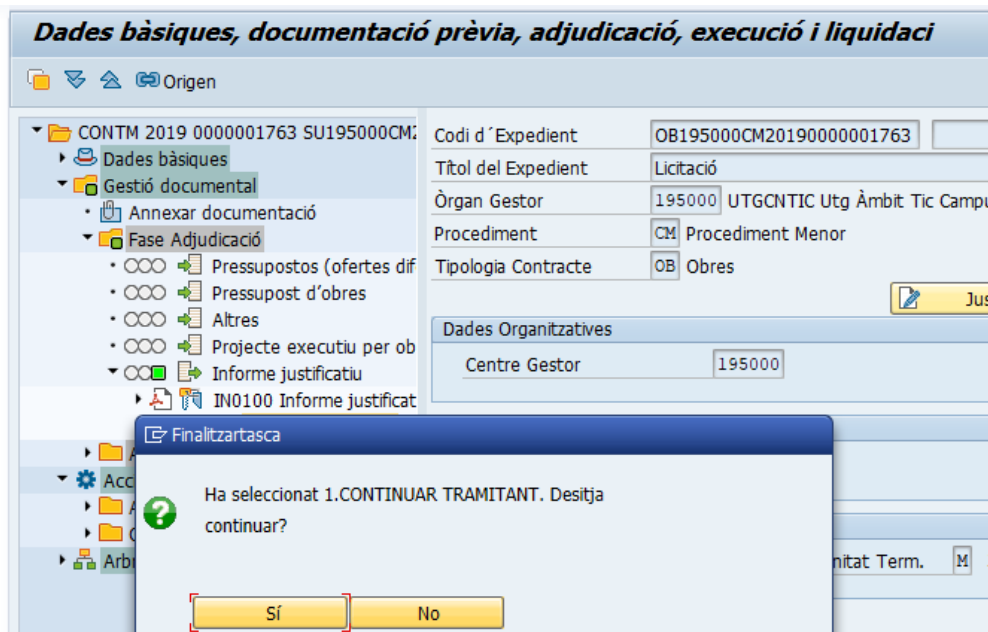 Dades bàsiques, documentació prèvia, adjudicació, execució i liquidaci
Origen
CONTM 2019 0000001763 SU195000CM2
Dades bàsiques
Gestió documental
Annexar documentació
Fase Adjudicació
Pressupostos (ofertes dif
Pressupost d'obres
Altres
Projecte executiu per ob
Informe justificatiu
IN0100 Informe justificat
A
Acc
A
Arbr
Codi d´Expedient OB195000CM20190000001763
Títol del Expedient Licitació
Òrgan Gestor 195000 UTGCNTIC Utg Àmbit Tic Campu
Procediment CM Procediment Menor
Tipologia Contracte OB Obres
Jus
Dades Organitzatives
Centre Gestor 195000
nitat Term. M
Finalitzartasca
Ha seleccionat 1.CONTINUAR TRAMITANT. Desitja
continuar?
Sí No